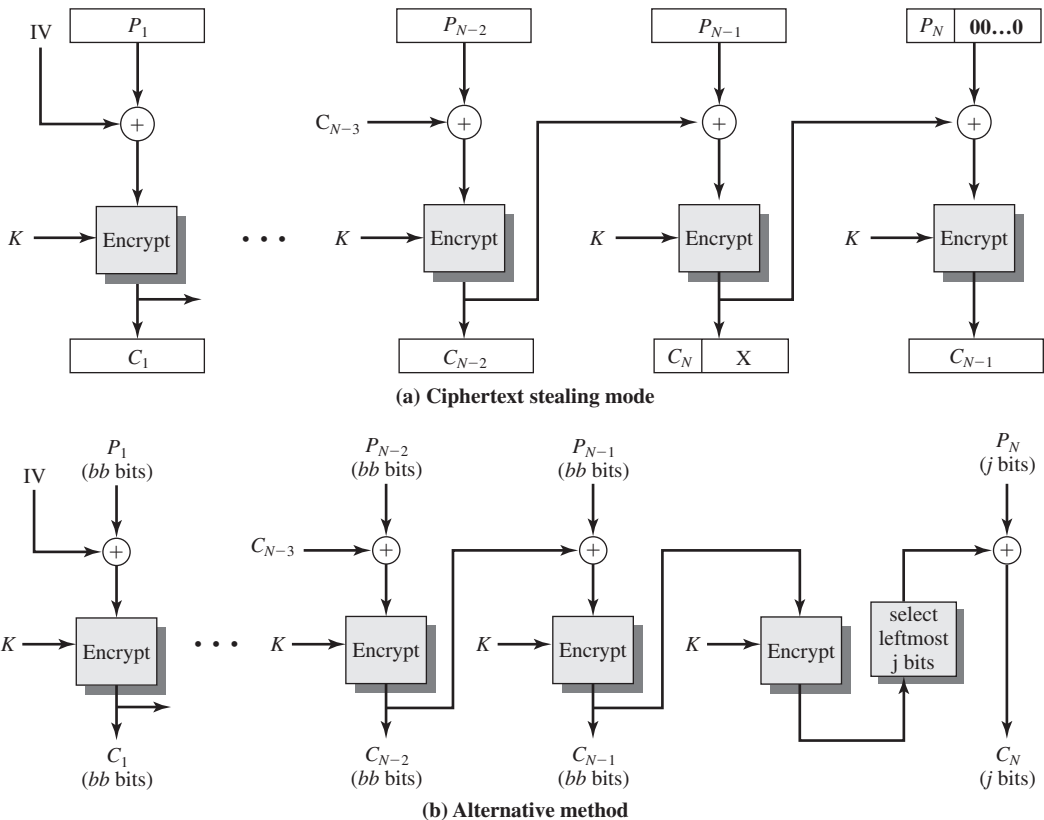 IV
P₁
Pₙ₋₂
Pₙ₋₁
Pₙ 00…0
+
Cₙ₋₃
+
+
+
K
Encrypt
• • •
K
Encrypt
K
Encrypt
K
Encrypt
C₁
Cₙ₋₂
Cₙ X
Cₙ₋₁
(a) Ciphertext stealing mode
IV
P₁
(bb bits)
Pₙ₋₂
(bb bits)
Pₙ₋₁
(bb bits)
Pₙ
(j bits)
+
Cₙ₋₃
+
+
+
K
Encrypt
• • •
K
Encrypt
K
Encrypt
K
Encrypt
select
leftmost
j bits
C₁
(bb bits)
Cₙ₋₂
(bb bits)
Cₙ₋₁
(bb bits)
Cₙ
(j bits)
(b) Alternative method